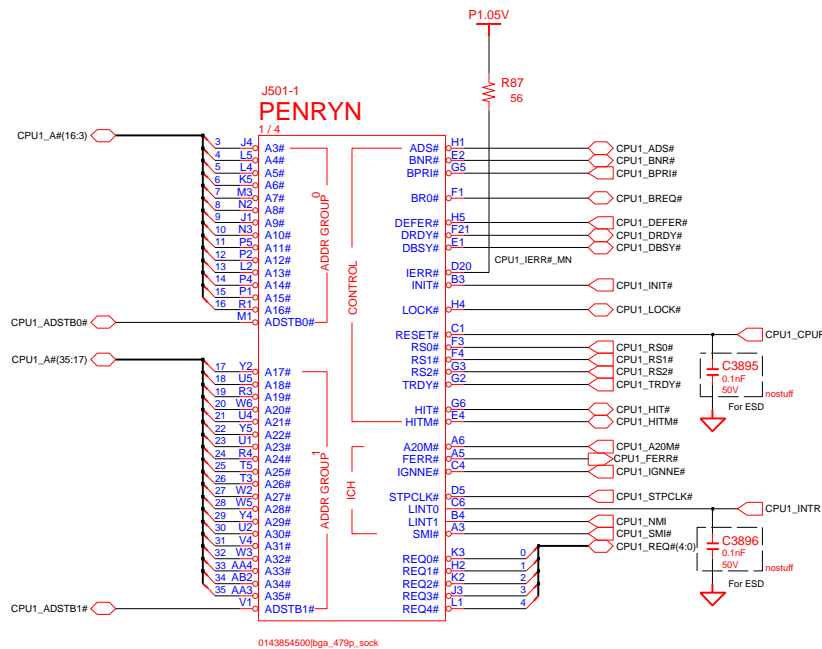 P1.05V
R87
56
J501-1
PENRYN
1 / 4
CPU1_A#(16:3)
3 J4 A3#
4 L5 A4#
5 L4 A5#
6 K5 A6#
7 M3 A7#
8 N2 A8#
9 J1 A9#
10 N3 A10#
11 P5 A11#
12 P2 A12#
13 L2 A13#
14 P4 A14#
15 P1 A15#
16 R1 A16#
CPU1_ADSTB0# M1 ADSTB0#
ADDR GROUP 0
CPU1_A#(35:17)
17 Y2 A17#
18 U5 A18#
19 R3 A19#
20 W6 A20#
21 U4 A21#
22 Y5 A22#
23 U1 A23#
24 R4 A24#
25 T5 A25#
26 T3 A26#
27 W2 A27#
28 W5 A28#
29 Y4 A29#
30 U2 A30#
31 V4 A31#
32 W3 A32#
33 AA4 A33#
34 AB2 A34#
35 AA3 A35#
CPU1_ADSTB1# V1 ADSTB1#
ADDR GROUP 1
CONTROL
ADS# H1 CPU1_ADS#
BNR# E2 CPU1_BNR#
BPRI# G5 CPU1_BPRI#
BR0# F1 CPU1_BREQ#
DEFER# H5 CPU1_DEFER#
DRDY# F21 CPU1_DRDY#
DBSY# E1 CPU1_DBSY#
CPU1_IERR#_MN
IERR# D20
INIT# B3 CPU1_INIT#
LOCK# H4 CPU1_LOCK#
RESET# C1
RS0# F3 CPU1_RS0#
RS1# F4 CPU1_RS1#
RS2# G3 CPU1_RS2#
TRDY# G2 CPU1_TRDY#
HIT# G6 CPU1_HIT#
HITM# E4 CPU1_HITM#
C3895
0.1nF
50V
nostuff
For ESD
ICH
A20M# A6 CPU1_A20M#
FERR# A5 CPU1_FERR#
IGNNE# C4 CPU1_IGNNE#
STPCLK# D5 CPU1_STPCLK#
LINT0 C6 CPU1_INTR
LINT1 B4 CPU1_NMI
SMI# A3 CPU1_SMI#
CPU1_REQ#(4:0)
REQ0# K3 0
REQ1# H2 1
REQ2# K2 2
REQ3# J3 3
REQ4# L1 4
C3896
0.1nF
50V
nostuff
For ESD
0143854500|bga_479p_sock